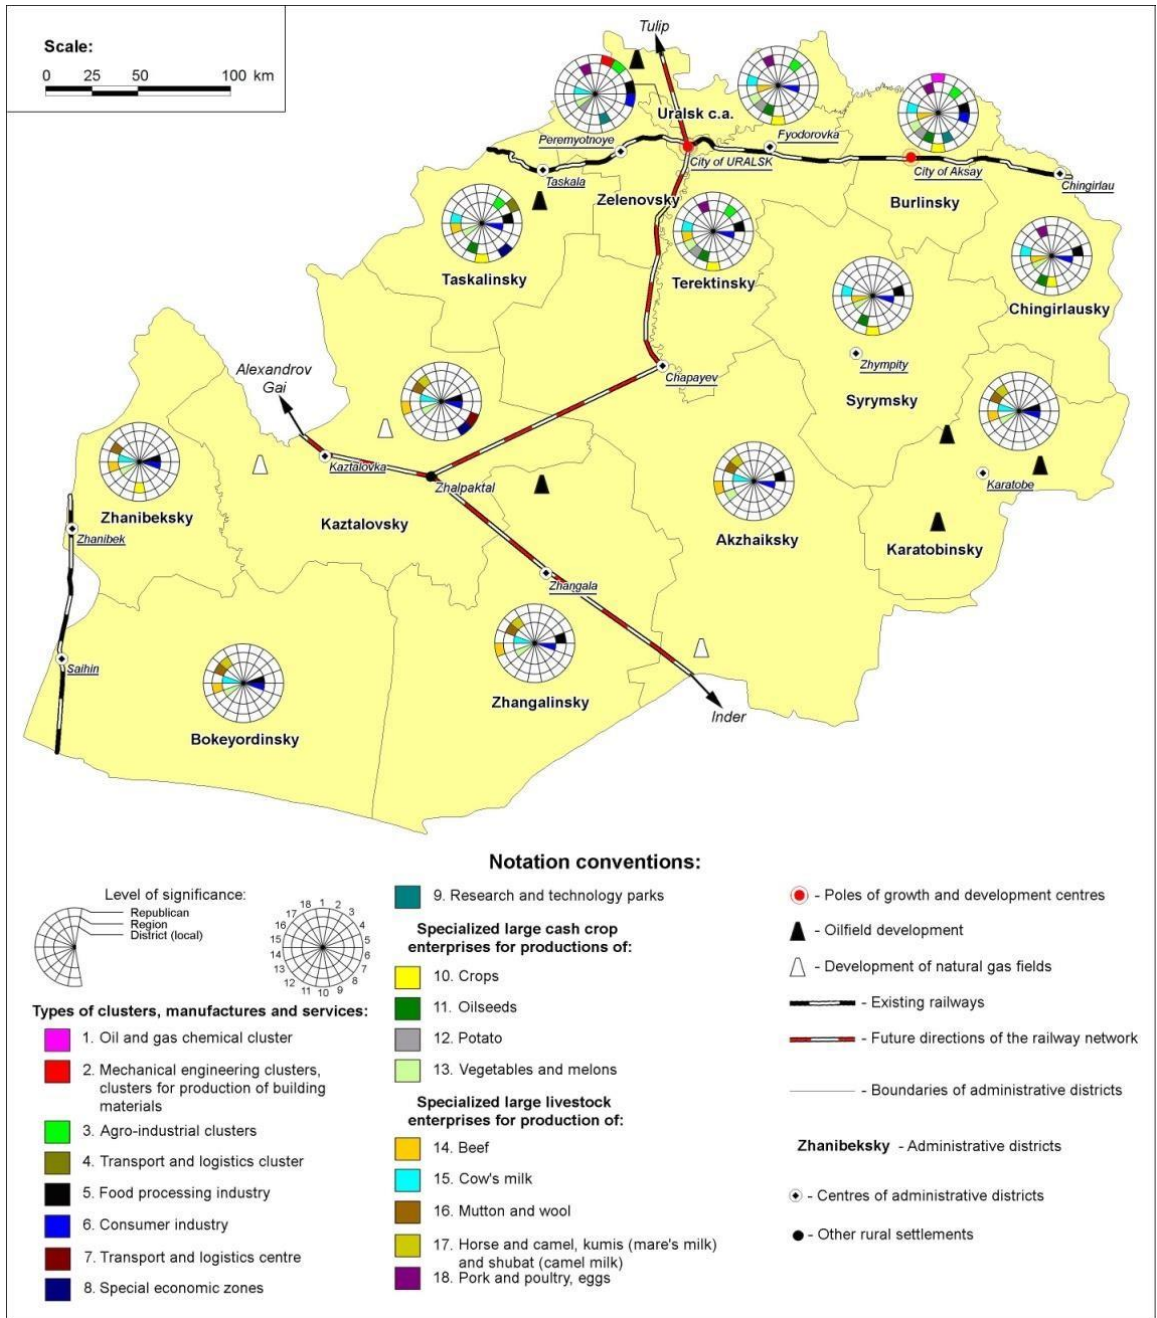 Scale:
0 25 50 100 km
Tulip
Uralsk c.a.
Peremyotnoye
Fyodorovka
City of URALSK
City of Aksay
Chingirlau
Taskala
Zelenovsky
Burlinsky
Taskalinsky
Terektinsky
Chingirlausky
Zhympity
Alexandrov
Gai
Chapayev
Syrymsky
Kaztalovka
Zhalpaktal
Karatobe
Zhanibeksky
Kaztalovsky
Akzhaiksky
Karatobinsky
Zhanibek
Zhangala
Saihin
Zhangalinsky
Inder
Bokeyordinsky
Notation conventions:
Level of significance:
Republican
Region
District (local)
1 2 3 4 5 6 7 8 9 10 11 12 13 14 15 16 17 18
Types of clusters, manufactures and services:
1. Oil and gas chemical cluster
2. Mechanical engineering clusters,
clusters for production of building
materials
3. Agro-industrial clusters
4. Transport and logistics cluster
5. Food processing industry
6. Consumer industry
7. Transport and logistics centre
8. Special economic zones
9. Research and technology parks
Specialized large cash crop
enterprises for productions of:
10. Crops
11. Oilseeds
12. Potato
13. Vegetables and melons
Specialized large livestock
enterprises for production of:
14. Beef
15. Cow's milk
16. Mutton and wool
17. Horse and camel, kumis (mare's milk)
and shubat (camel milk)
18. Pork and poultry, eggs
- Poles of growth and development centres
- Oilfield development
- Development of natural gas fields
- Existing railways
- Future directions of the railway network
- Boundaries of administrative districts
Zhanibeksky - Administrative districts
- Centres of administrative districts
- Other rural settlements